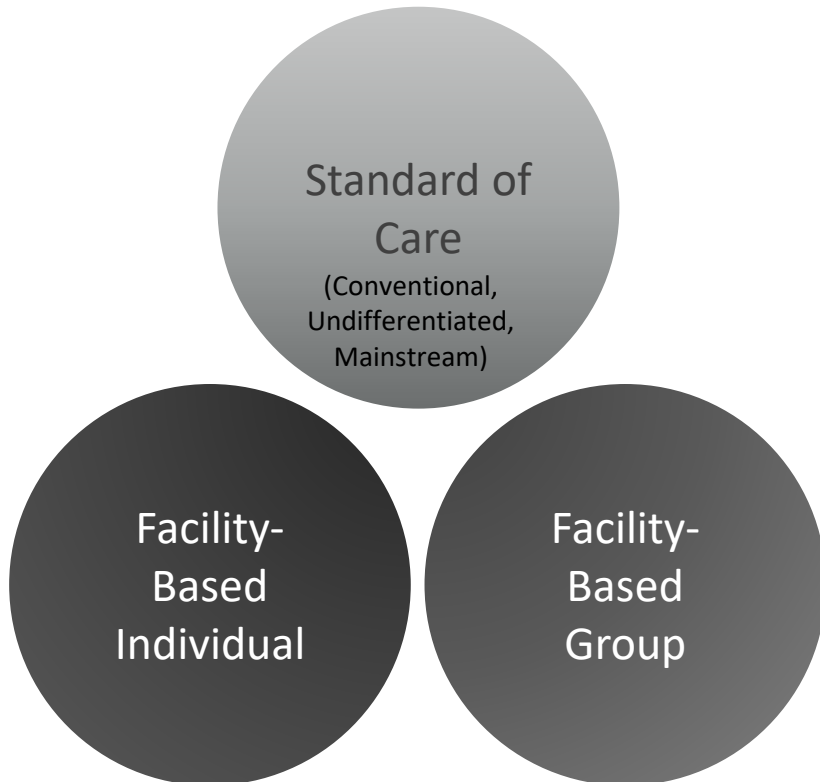 Standard of
Care
(Conventional,
Undifferentiated,
Mainstream)
Facility-
Based
Individual
Facility-
Based
Group